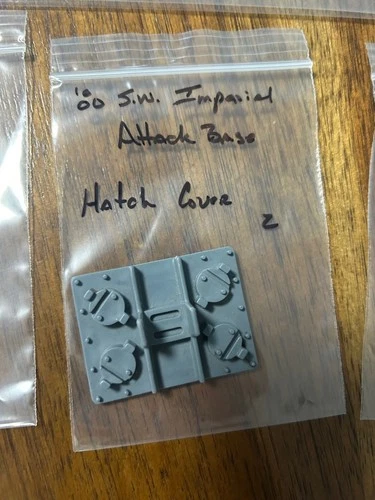 '80 S.W. Imperial
Attack Base
Hatch Cover
2